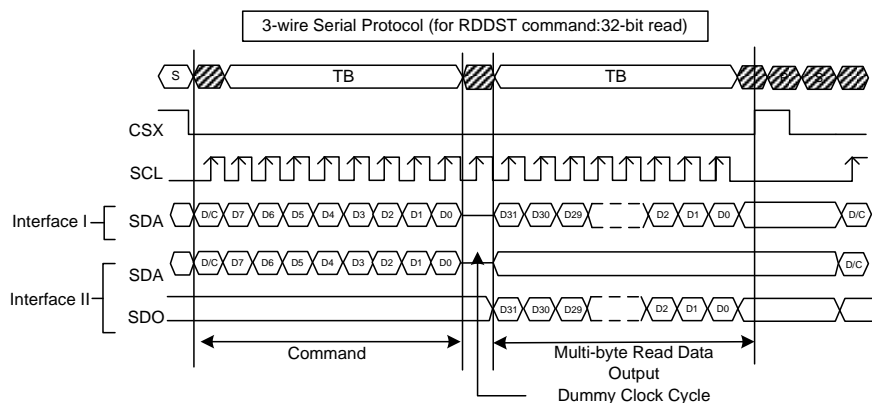 3-wire Serial Protocol (for RDDST command:32-bit read)
S TB TB P S
CSX
SCL
Interface I SDA D/C D7 D6 D5 D4 D3 D2 D1 D0 D31 D30 D29 D2 D1 D0 D/C
SDA D/C D7 D6 D5 D4 D3 D2 D1 D0 D/C
Interface II
SDO D31 D30 D29 D2 D1 D0
Command
Multi-byte Read Data
Output
Dummy Clock Cycle